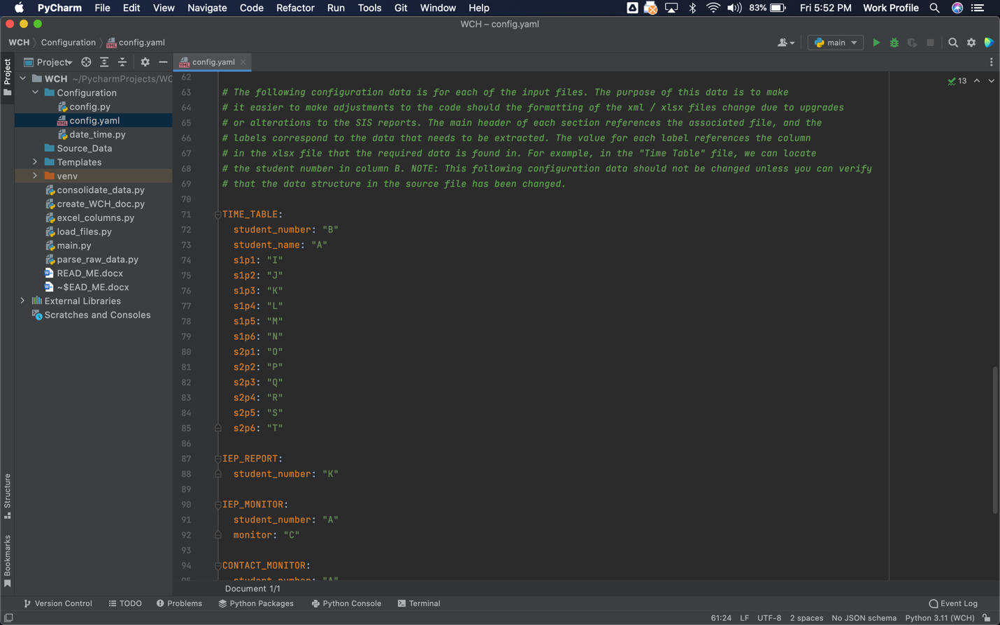 PyCharm File Edit View Navigate Code Refactor Run Tools Git Window Help 83% Fri 5:52 PM Work Profile
WCH – config.yaml
WCH Configuration config.yaml main
Project
Project
config.yaml
WCH ~/PycharmProjects/WC
Configuration
config.py
config.yaml
date_time.py
Source_Data
Templates
venv
consolidate_data.py
create_WCH_doc.py
excel_columns.py
load_files.py
main.py
parse_raw_data.py
READ_ME.docx
~$EAD_ME.docx
External Libraries
Scratches and Consoles
Structure
Bookmarks
13
62
63 # The following configuration data is for each of the input files. The purpose of this data is to make
64 # it easier to make adjustments to the code should the formatting of the xml / xlsx files change due to upgrades
65 # or alterations to the SIS reports. The main header of each section references the associated file, and the
66 # labels correspond to the data that needs to be extracted. The value for each label references the column
67 # in the xlsx file that the required data is found in. For example, in the "Time Table" file, we can locate
68 # the student number in column B. NOTE: This following configuration data should not be changed unless you can verify
69 # that the data structure in the source file has been changed.
70
71 TIME_TABLE:
72 student_number: "B"
73 student_name: "A"
74 s1p1: "I"
75 s1p2: "J"
76 s1p3: "K"
77 s1p4: "L"
78 s1p5: "M"
79 s1p6: "N"
80 s2p1: "O"
81 s2p2: "P"
82 s2p3: "Q"
83 s2p4: "R"
84 s2p5: "S"
85 s2p6: "T"
86
87 IEP_REPORT:
88 student_number: "K"
89
90 IEP_MONITOR:
91 student_number: "A"
92 monitor: "C"
93
94 CONTACT_MONITOR:
95 student_number: "A"
Document 1/1
Version Control TODO Problems Python Packages Python Console Terminal Event Log
61:24 LF UTF-8 2 spaces No JSON schema Python 3.11 (WCH)